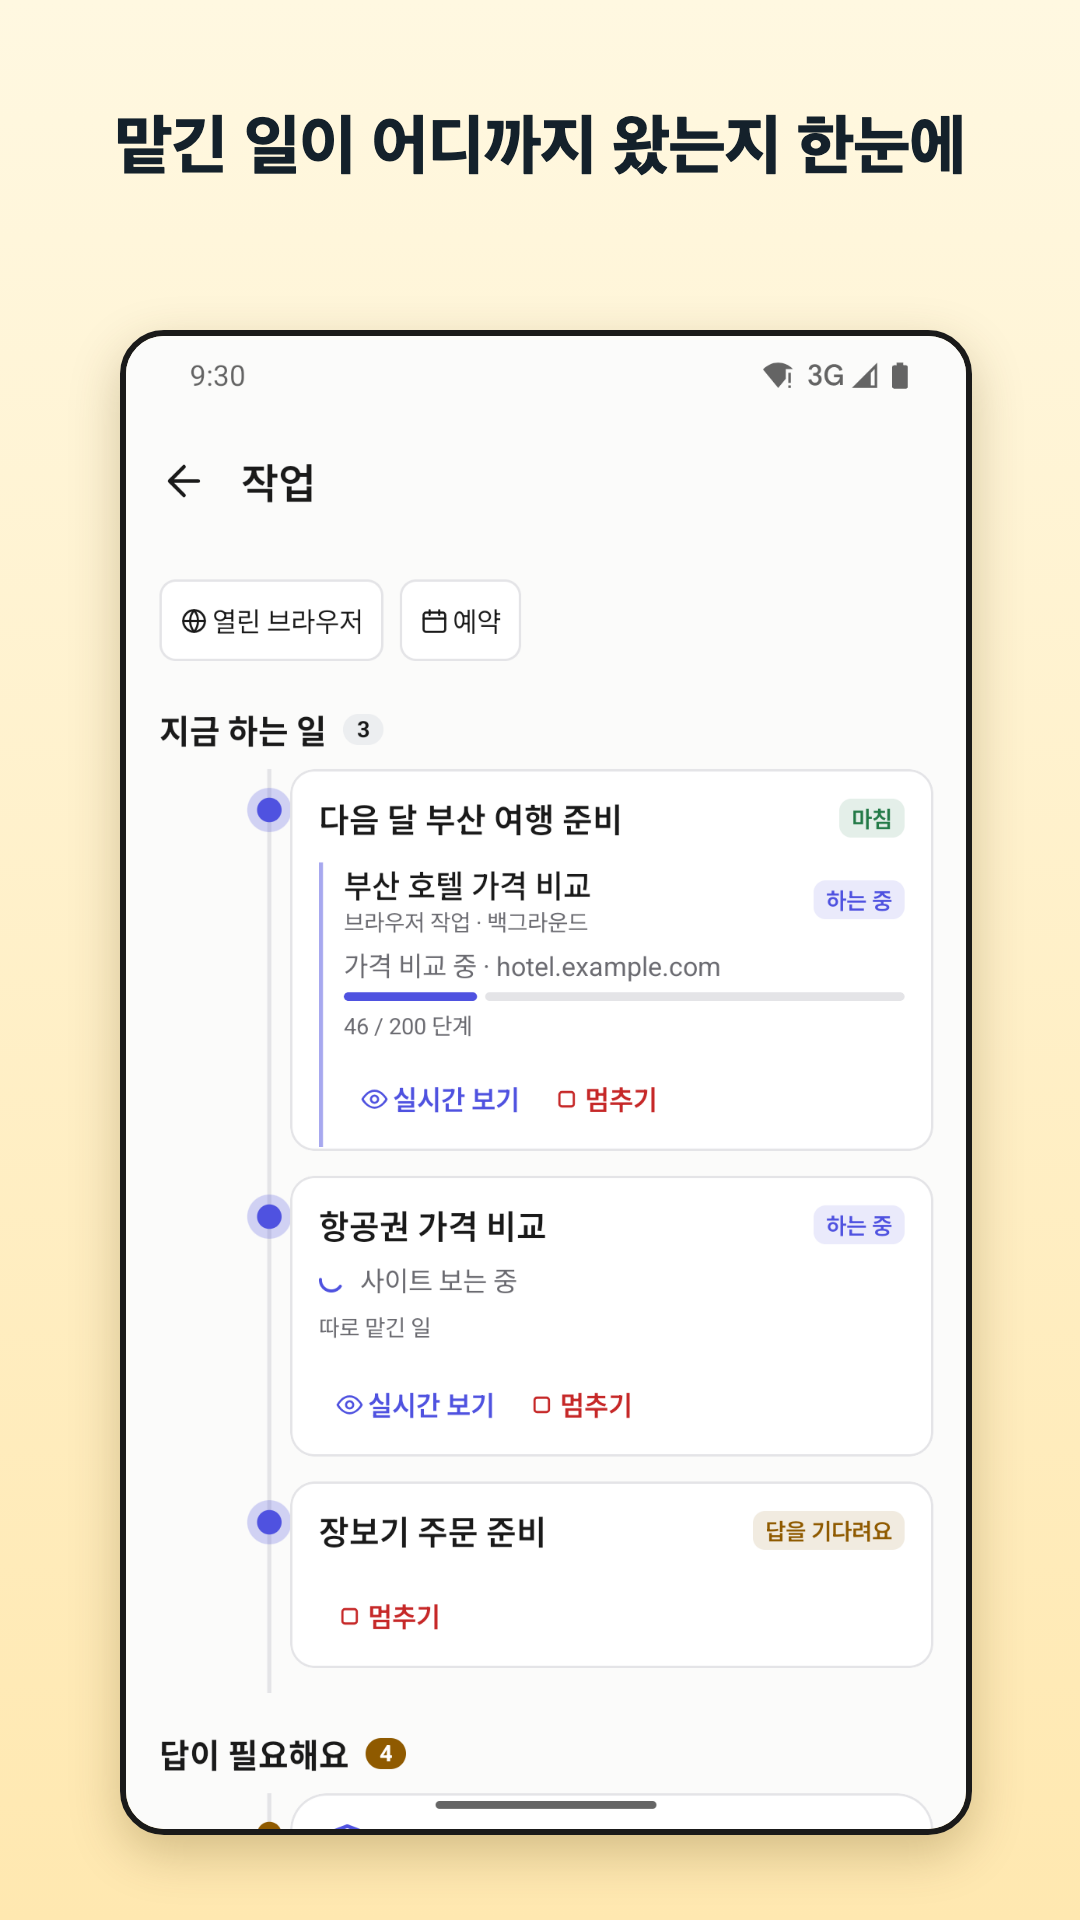 맡긴 일이 어디까지 왔는지 한눈에
9:30
3G
작업
열린 브라우저
예약
지금 하는 일 3
다음 달 부산 여행 준비
마침
부산 호텔 가격 비교
하는 중
브라우저 작업 · 백그라운드
가격 비교 중 · hotel.example.com
46 / 200 단계
실시간 보기
멈추기
항공권 가격 비교
하는 중
사이트 보는 중
따로 맡긴 일
실시간 보기
멈추기
장보기 주문 준비
답을 기다려요
멈추기
답이 필요해요 4